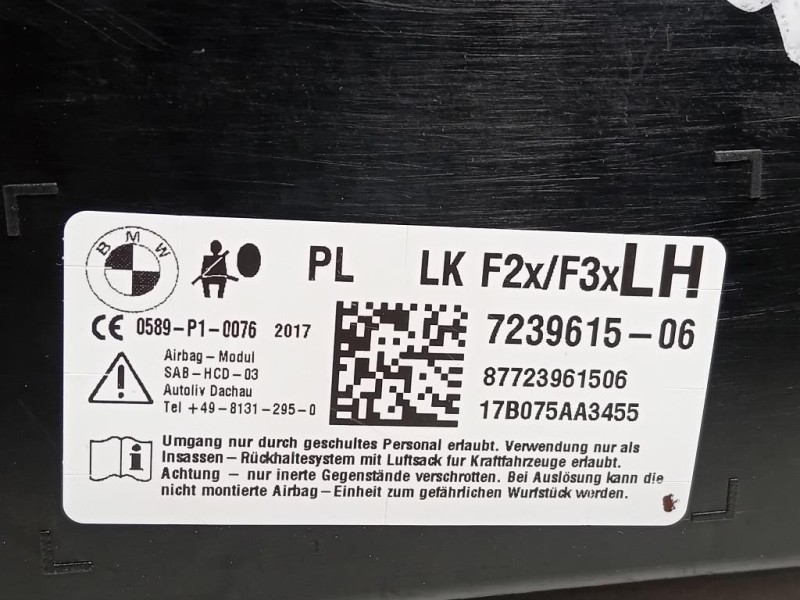 BMW
PL LK F2x/F3x LH
CE 0589-P1-0076 2017
7239615-06
Airbag-Modul
SAB-HCD-03
Autoliv Dachau
Tel +49-8131-295-0
87723961506
17B075AA3455
Umgang nur durch geschultes Personal erlaubt. Verwendung nur als
Insassen-Rückhaltesystem mit Luftsack fur Kraftfahrzeuge erlaubt.
Achtung - nur inerte Gegenstände verschrotten. Bei Auslösung kann die
nicht montierte Airbag-Einheit zum gefährlichen Wurfstück werden.